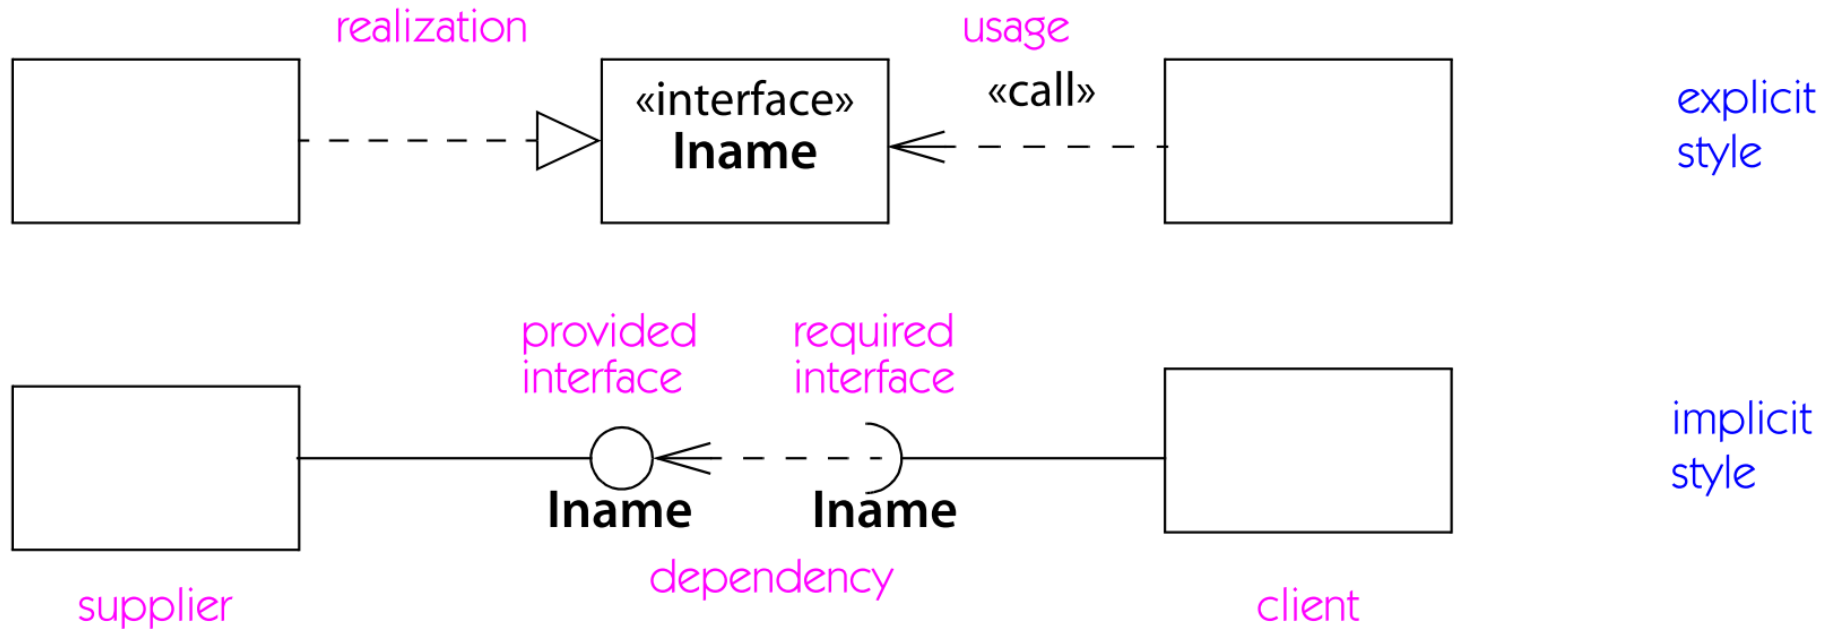 realization
usage
«interface»
Iname
«call»
explicit
style
provided
interface
required
interface
Iname
Iname
implicit
style
dependency
supplier
client